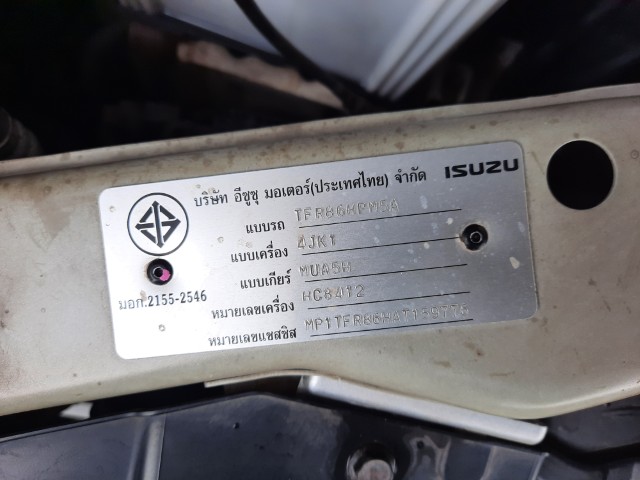 บริษัท อีซูซุ มอเตอร์(ประเทศไทย) จำกัด ISUZU
แบบรถ
แบบเครื่อง 4JK1
แบบเกียร์ MUA5H
หมายเลขเครื่อง HC8412
หมายเลขแชสซิส
มอก.2155-2546